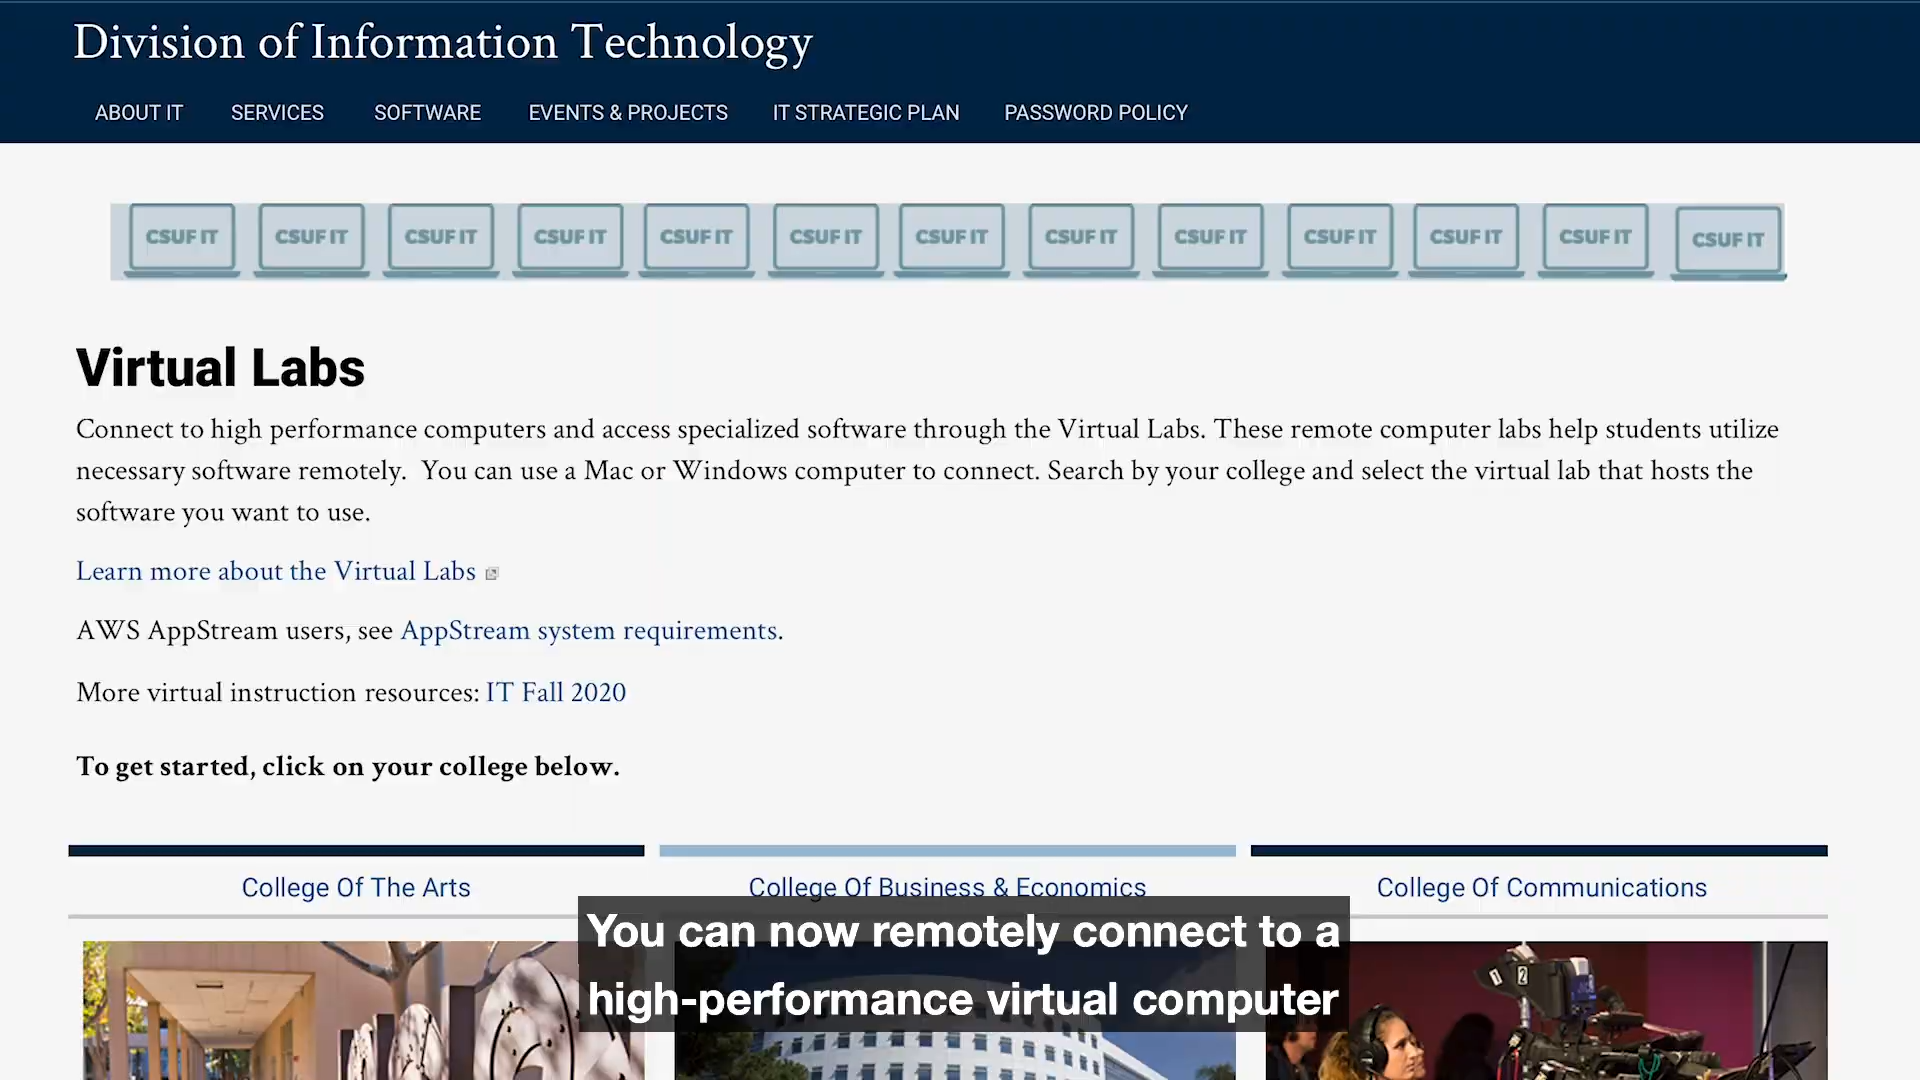 Division of Information Technology
ABOUT IT SERVICES SOFTWARE EVENTS & PROJECTS IT STRATEGIC PLAN PASSWORD POLICY
CSUF IT CSUF IT CSUF IT CSUF IT CSUF IT CSUF IT CSUF IT CSUF IT CSUF IT CSUF IT CSUF IT CSUF IT CSUF IT
Virtual Labs
Connect to high performance computers and access specialized software through the Virtual Labs. These remote computer labs help students utilize
necessary software remotely. You can use a Mac or Windows computer to connect. Search by your college and select the virtual lab that hosts the
software you want to use.
Learn more about the Virtual Labs
AWS AppStream users, see AppStream system requirements.
More virtual instruction resources: IT Fall 2020
To get started, click on your college below.
College Of The Arts College Of Business & Economics College Of Communications
You can now remotely connect to a
high-performance virtual computer
2